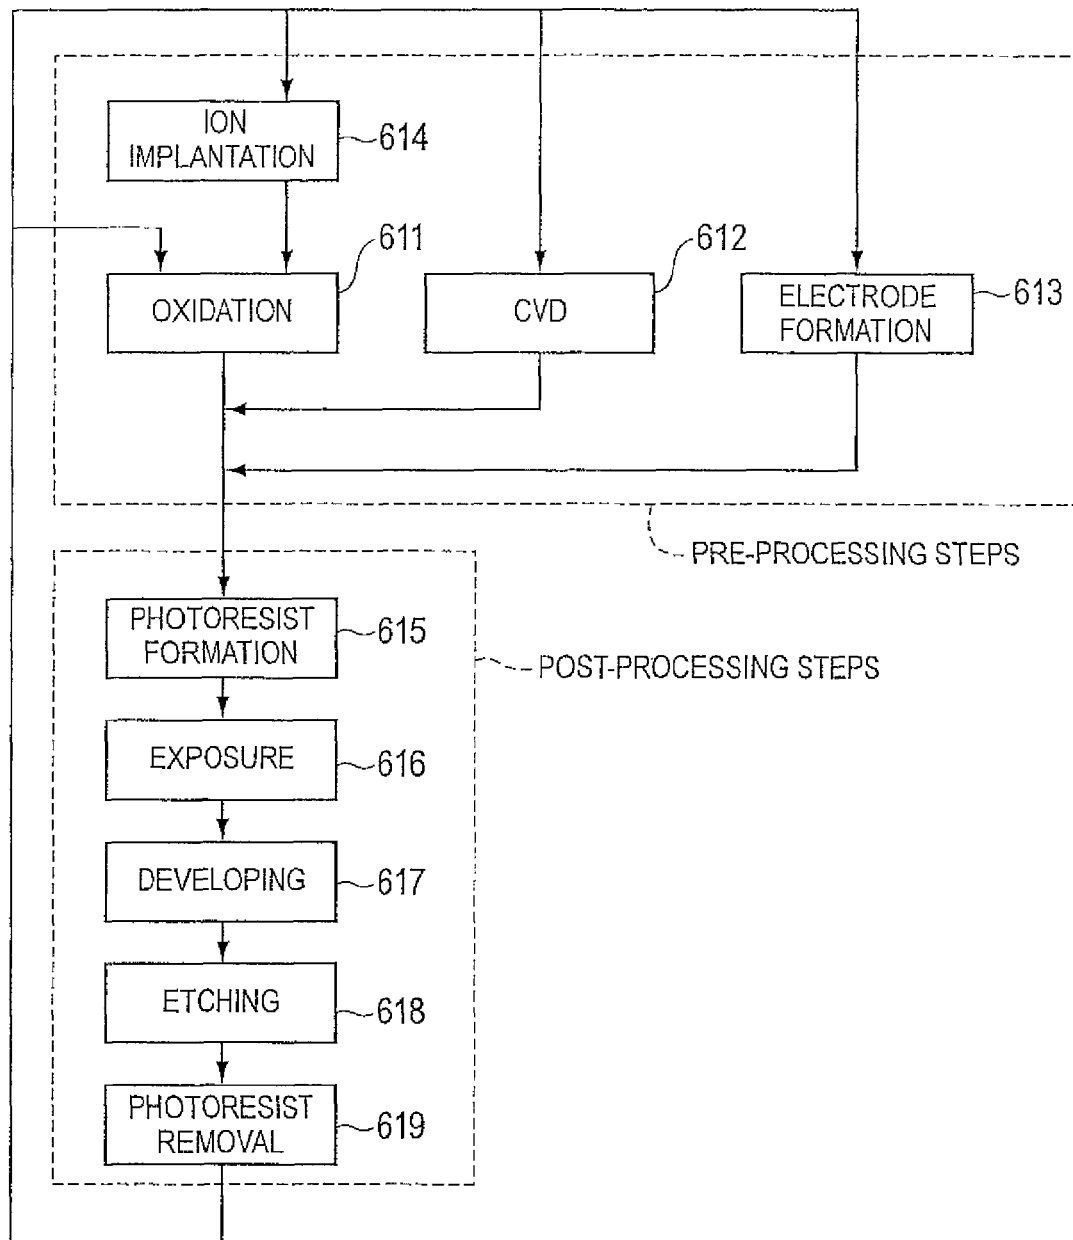 ION
IMPLANTATION
614
611
612
613
OXIDATION
CVD
ELECTRODE
FORMATION
PRE-PROCESSING STEPS
PHOTORESIST
FORMATION
615
POST-PROCESSING STEPS
EXPOSURE
616
DEVELOPING
617
ETCHING
618
PHOTORESIST
REMOVAL
619